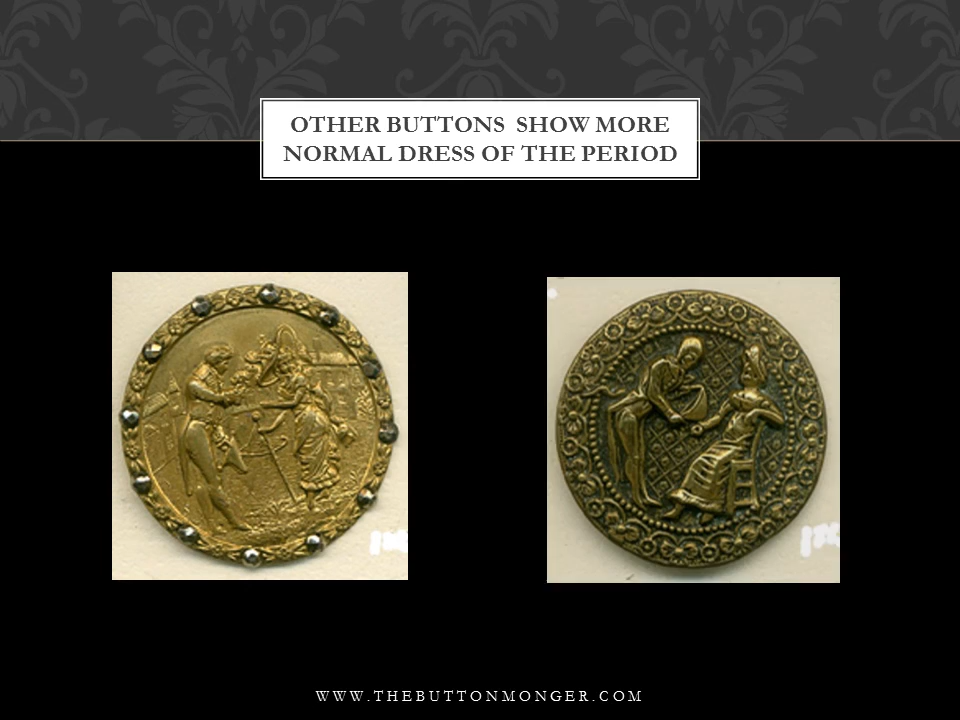 OTHER BUTTONS SHOW MORE
NORMAL DRESS OF THE PERIOD
WWW.THEBUTTONMONGER.COM